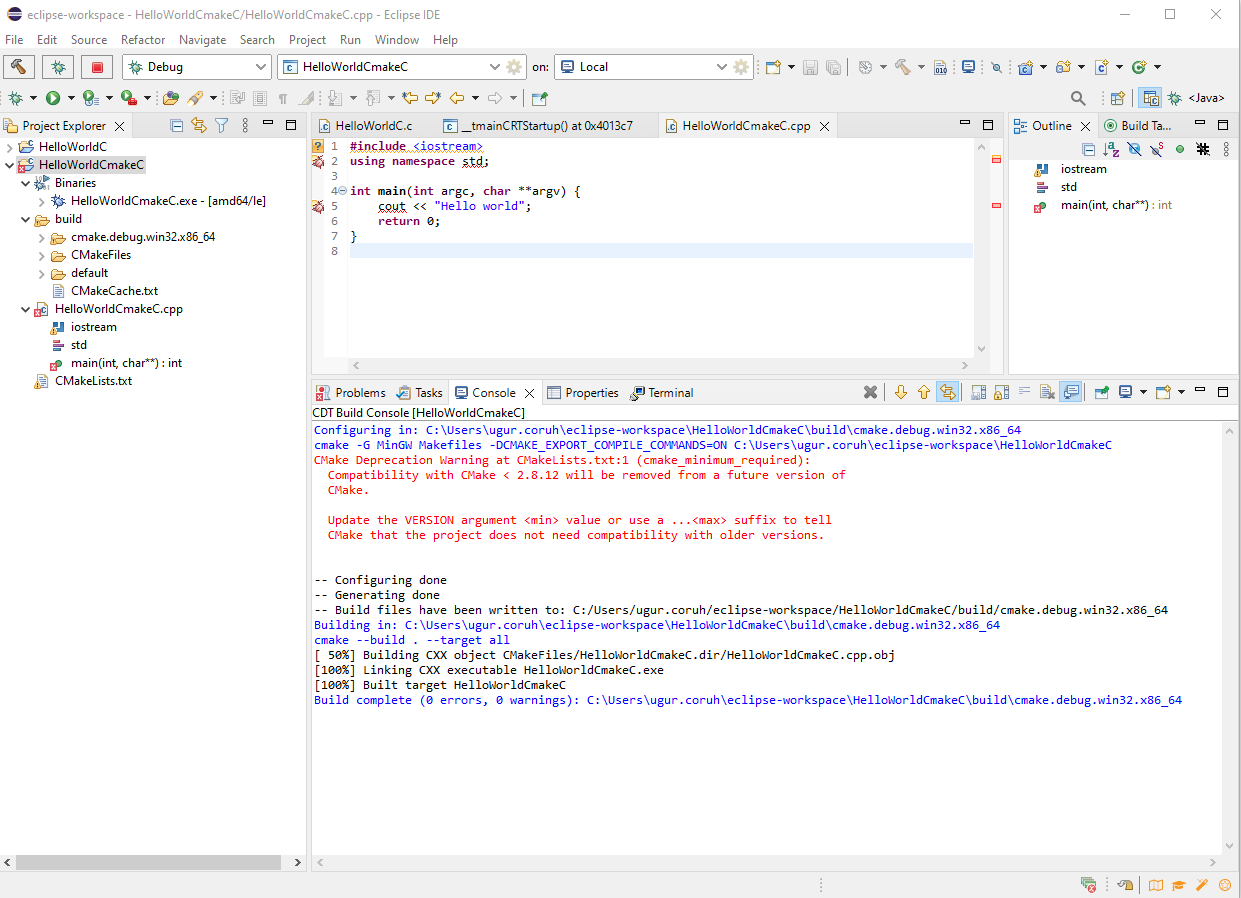 eclipse-workspace - HelloWorldCmakeC/HelloWorldCmakeC.cpp - Eclipse IDE
File Edit Source Refactor Navigate Search Project Run Window Help
Debug HelloWorldCmakeC on: Local
<Java>
Project Explorer
HelloWorldC
HelloWorldCmakeC
Binaries
HelloWorldCmakeC.exe - [amd64/le]
build
cmake.debug.win32.x86_64
CMakeFiles
default
CMakeCache.txt
HelloWorldCmakeC.cpp
iostream
std
main(int, char**) : int
CMakeLists.txt
HelloWorldC.c __tmainCRTStartup() at 0x4013c7 HelloWorldCmakeC.cpp
1 #include <iostream>
2 using namespace std;
3
4 int main(int argc, char **argv) {
5 cout << "Hello world";
6 return 0;
7 }
8
Outline Build Ta...
iostream
std
main(int, char**) : int
Problems Tasks Console Properties Terminal
CDT Build Console [HelloWorldCmakeC]
Configuring in: C:\Users\ugur.coruh\eclipse-workspace\HelloWorldCmakeC\build\cmake.debug.win32.x86_64
cmake -G MinGW Makefiles -DCMAKE_EXPORT_COMPILE_COMMANDS=ON C:\Users\ugur.coruh\eclipse-workspace\HelloWorldCmakeC
CMake Deprecation Warning at CMakeLists.txt:1 (cmake_minimum_required):
Compatibility with CMake < 2.8.12 will be removed from a future version of
CMake.
Update the VERSION argument <min> value or use a ...<max> suffix to tell
CMake that the project does not need compatibility with older versions.
-- Configuring done
-- Generating done
-- Build files have been written to: C:/Users/ugur.coruh/eclipse-workspace/HelloWorldCmakeC/build/cmake.debug.win32.x86_64
Building in: C:\Users\ugur.coruh\eclipse-workspace\HelloWorldCmakeC\build\cmake.debug.win32.x86_64
cmake --build . --target all
[ 50%] Building CXX object CMakeFiles/HelloWorldCmakeC.dir/HelloWorldCmakeC.cpp.obj
[100%] Linking CXX executable HelloWorldCmakeC.exe
[100%] Built target HelloWorldCmakeC
Build complete (0 errors, 0 warnings): C:\Users\ugur.coruh\eclipse-workspace\HelloWorldCmakeC\build\cmake.debug.win32.x86_64